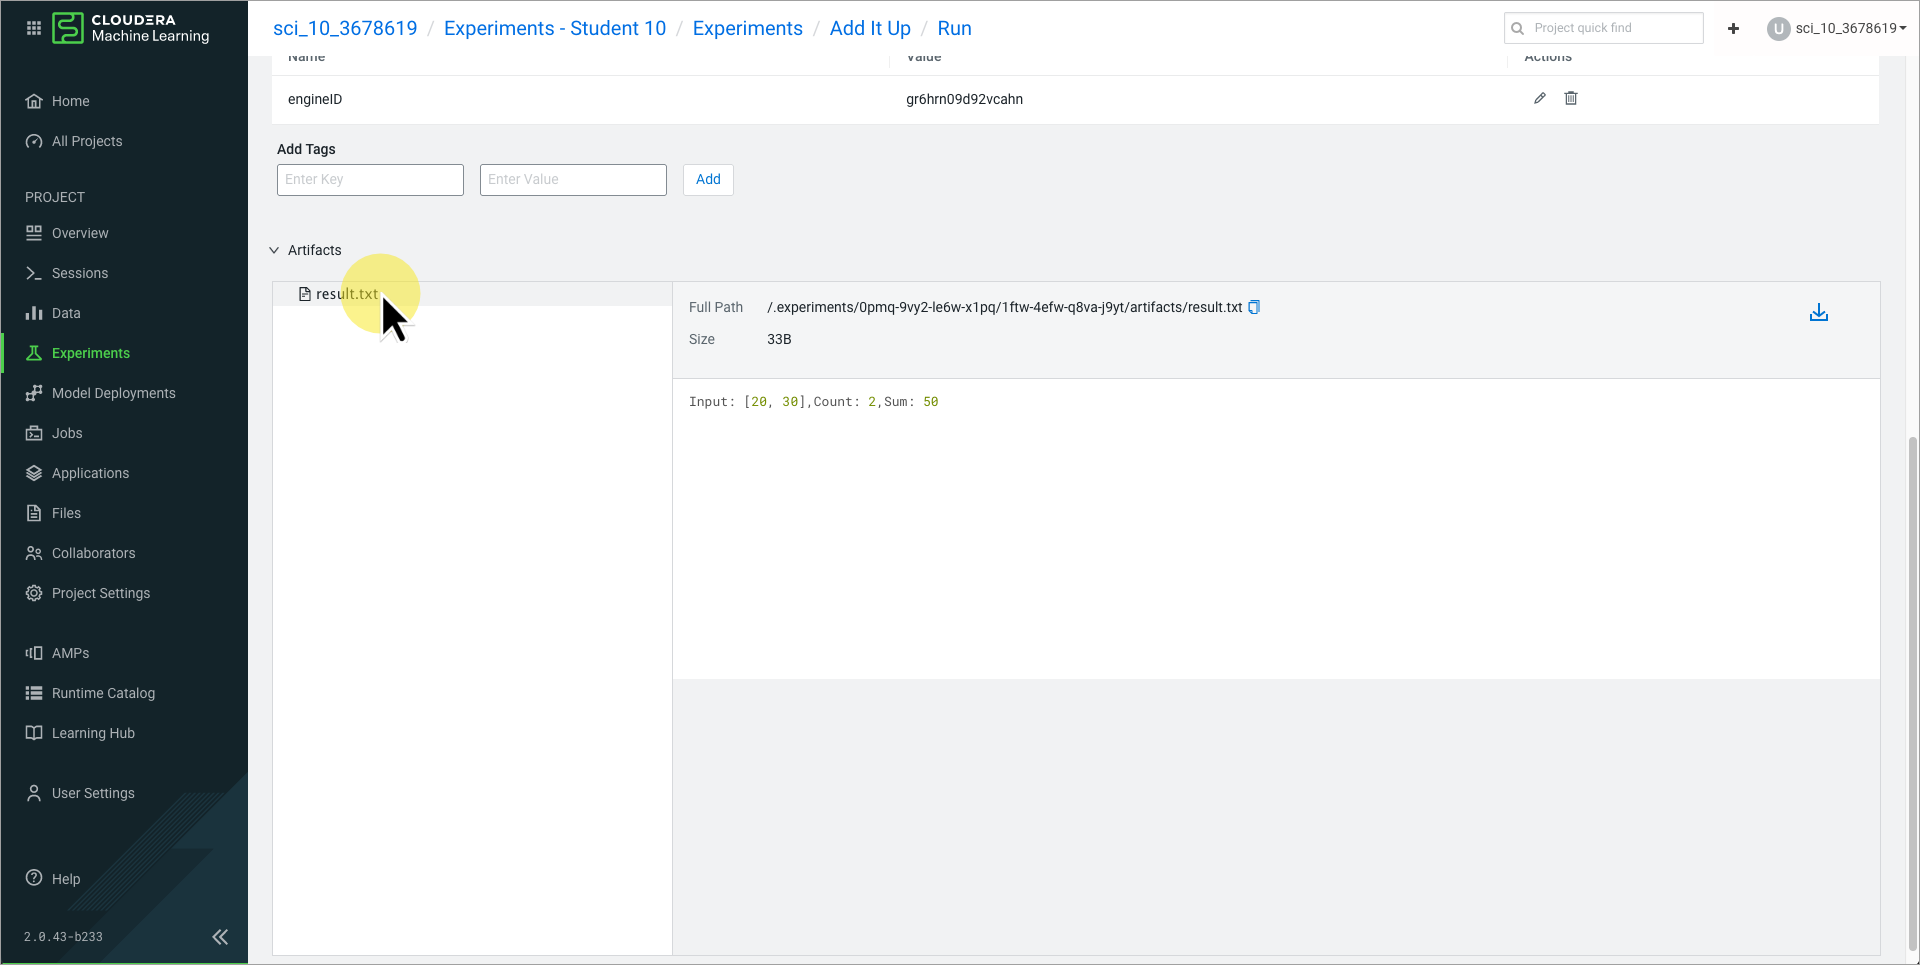 CLOUDERA
Machine Learning
sci_10_3678619 / Experiments - Student 10 / Experiments / Add It Up / Run
Project quick find
U sci_10_3678619
Home
All Projects
PROJECT
Overview
Sessions
Data
Experiments
Model Deployments
Jobs
Applications
Files
Collaborators
Project Settings
AMPs
Runtime Catalog
Learning Hub
User Settings
Help
2.0.43-b233
Name Value Actions
engineID gr6hrn09d92vcahn
Add Tags
Enter Key Enter Value Add
Artifacts
result.txt
Full Path /.experiments/0pmq-9vy2-le6w-x1pq/1ftw-4efw-q8va-j9yt/artifacts/result.txt
Size 33B
Input: [20, 30],Count: 2,Sum: 50